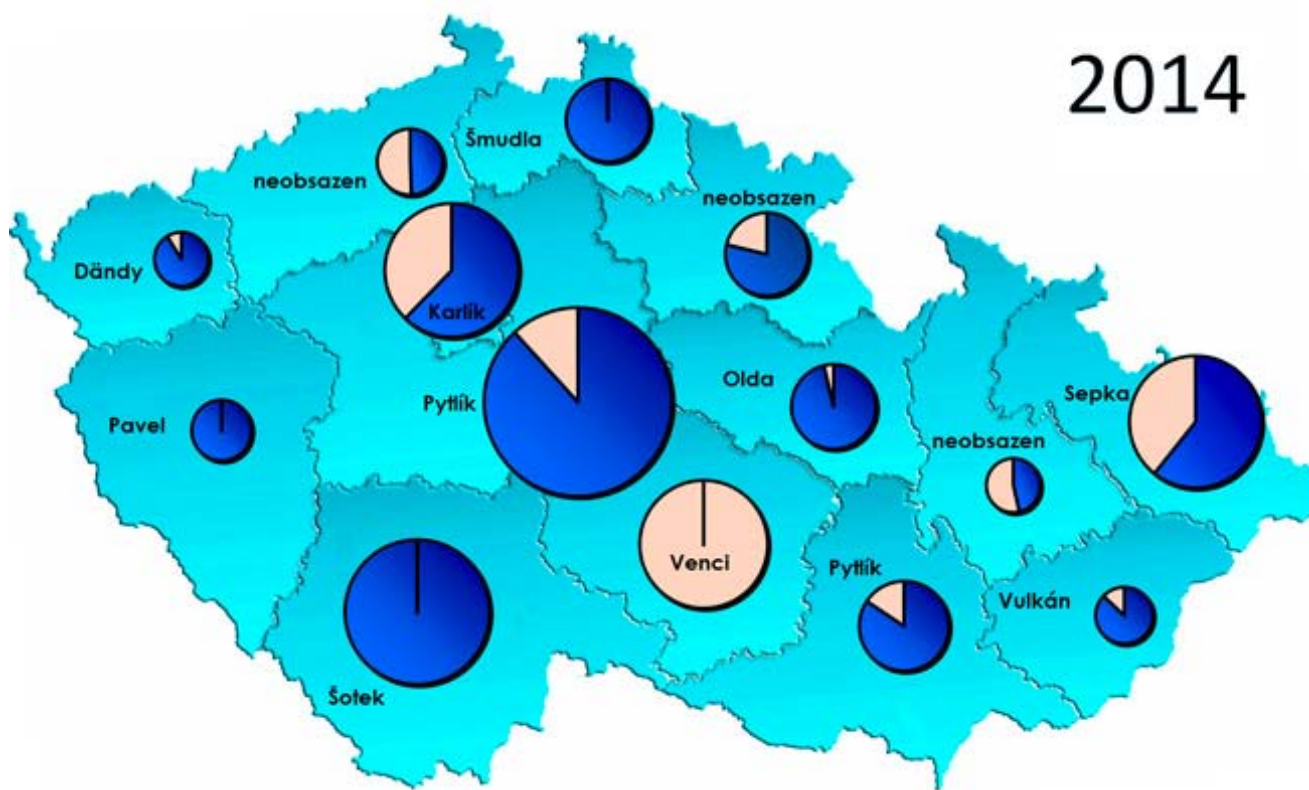 2014
Šmudla
neobsazen
neobsazen
Dändy
Karlík
Olda
Sepka
Pytlík
Pavel
neobsazen
Venci
Pytlík
Vulkán
Šotek